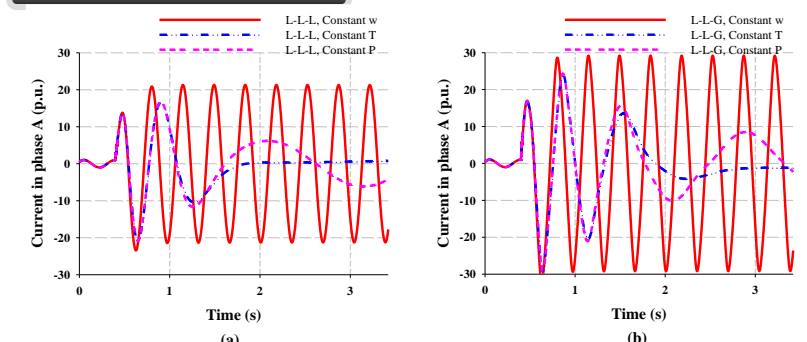 L-L-L, Constant w
L-L-L, Constant T
L-L-L, Constant P
30
20
10
0
-10
-20
-30
Current in phase A (p.u.)
0
1
2
3
Time (s)
(a)
L-L-G, Constant w
L-L-G, Constant T
L-L-G, Constant P
30
20
10
0
-10
-20
-30
Current in phase A (p.u.)
0
1
2
3
Time (s)
(b)